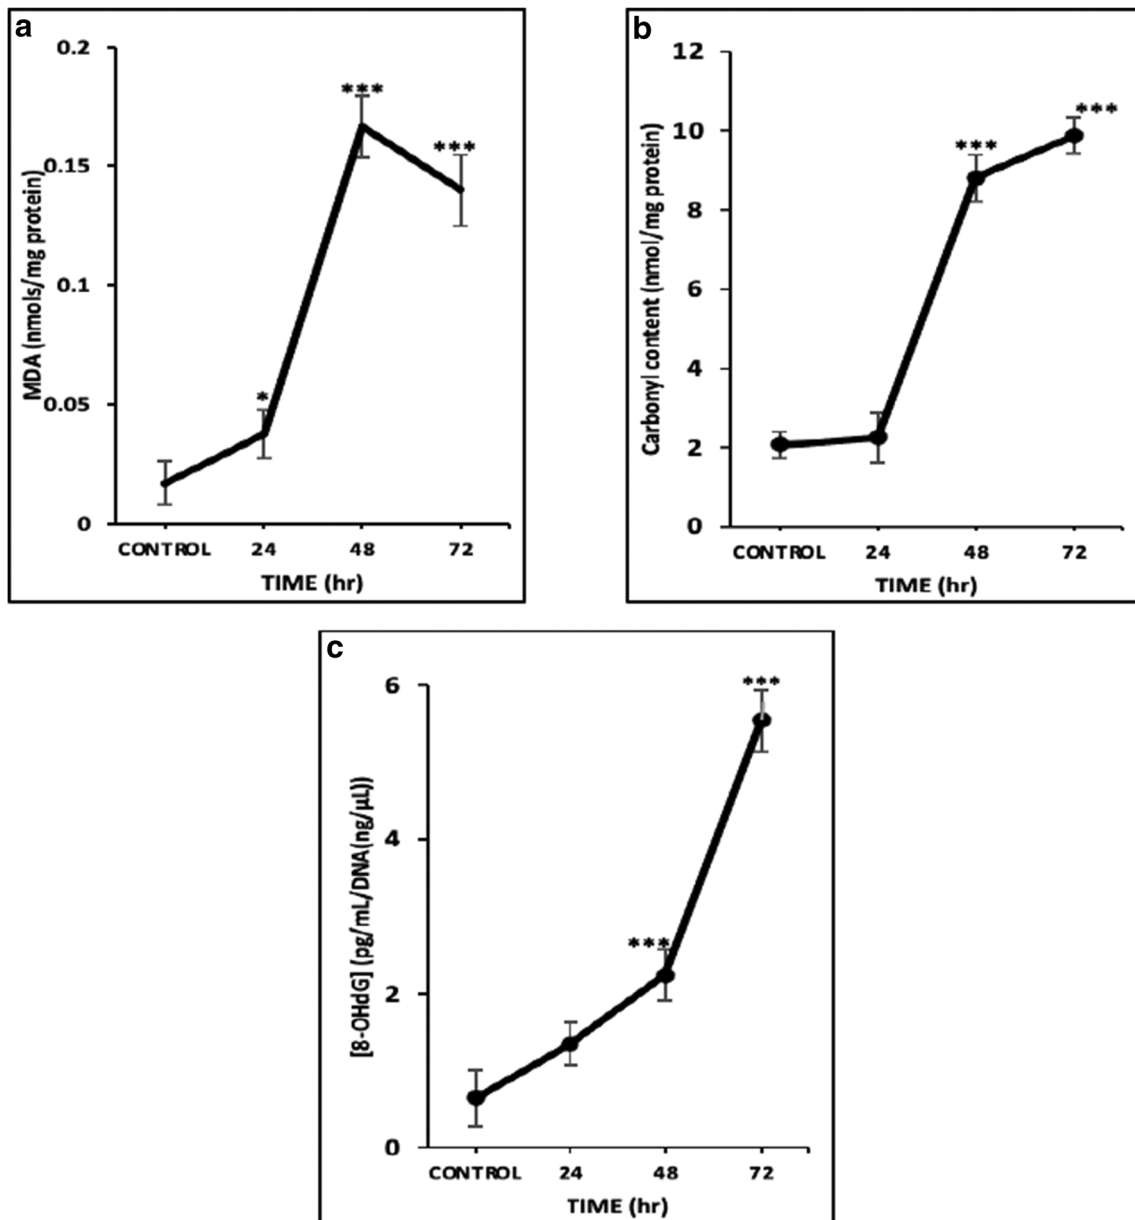 a
0.2
0.15
0.1
0.05
0
MDA (nmols/mg protein)
*
***
***
CONTROL 24 48 72
TIME (hr)
b
12
10
8
6
4
2
0
Carbonyl content (nmol/mg protein)
***
***
CONTROL 24 48 72
TIME (hr)
c
6
4
2
0
[8-OHdG] (pg/mL/DNA(ng/µL))
***
***
CONTROL 24 48 72
TIME (hr)